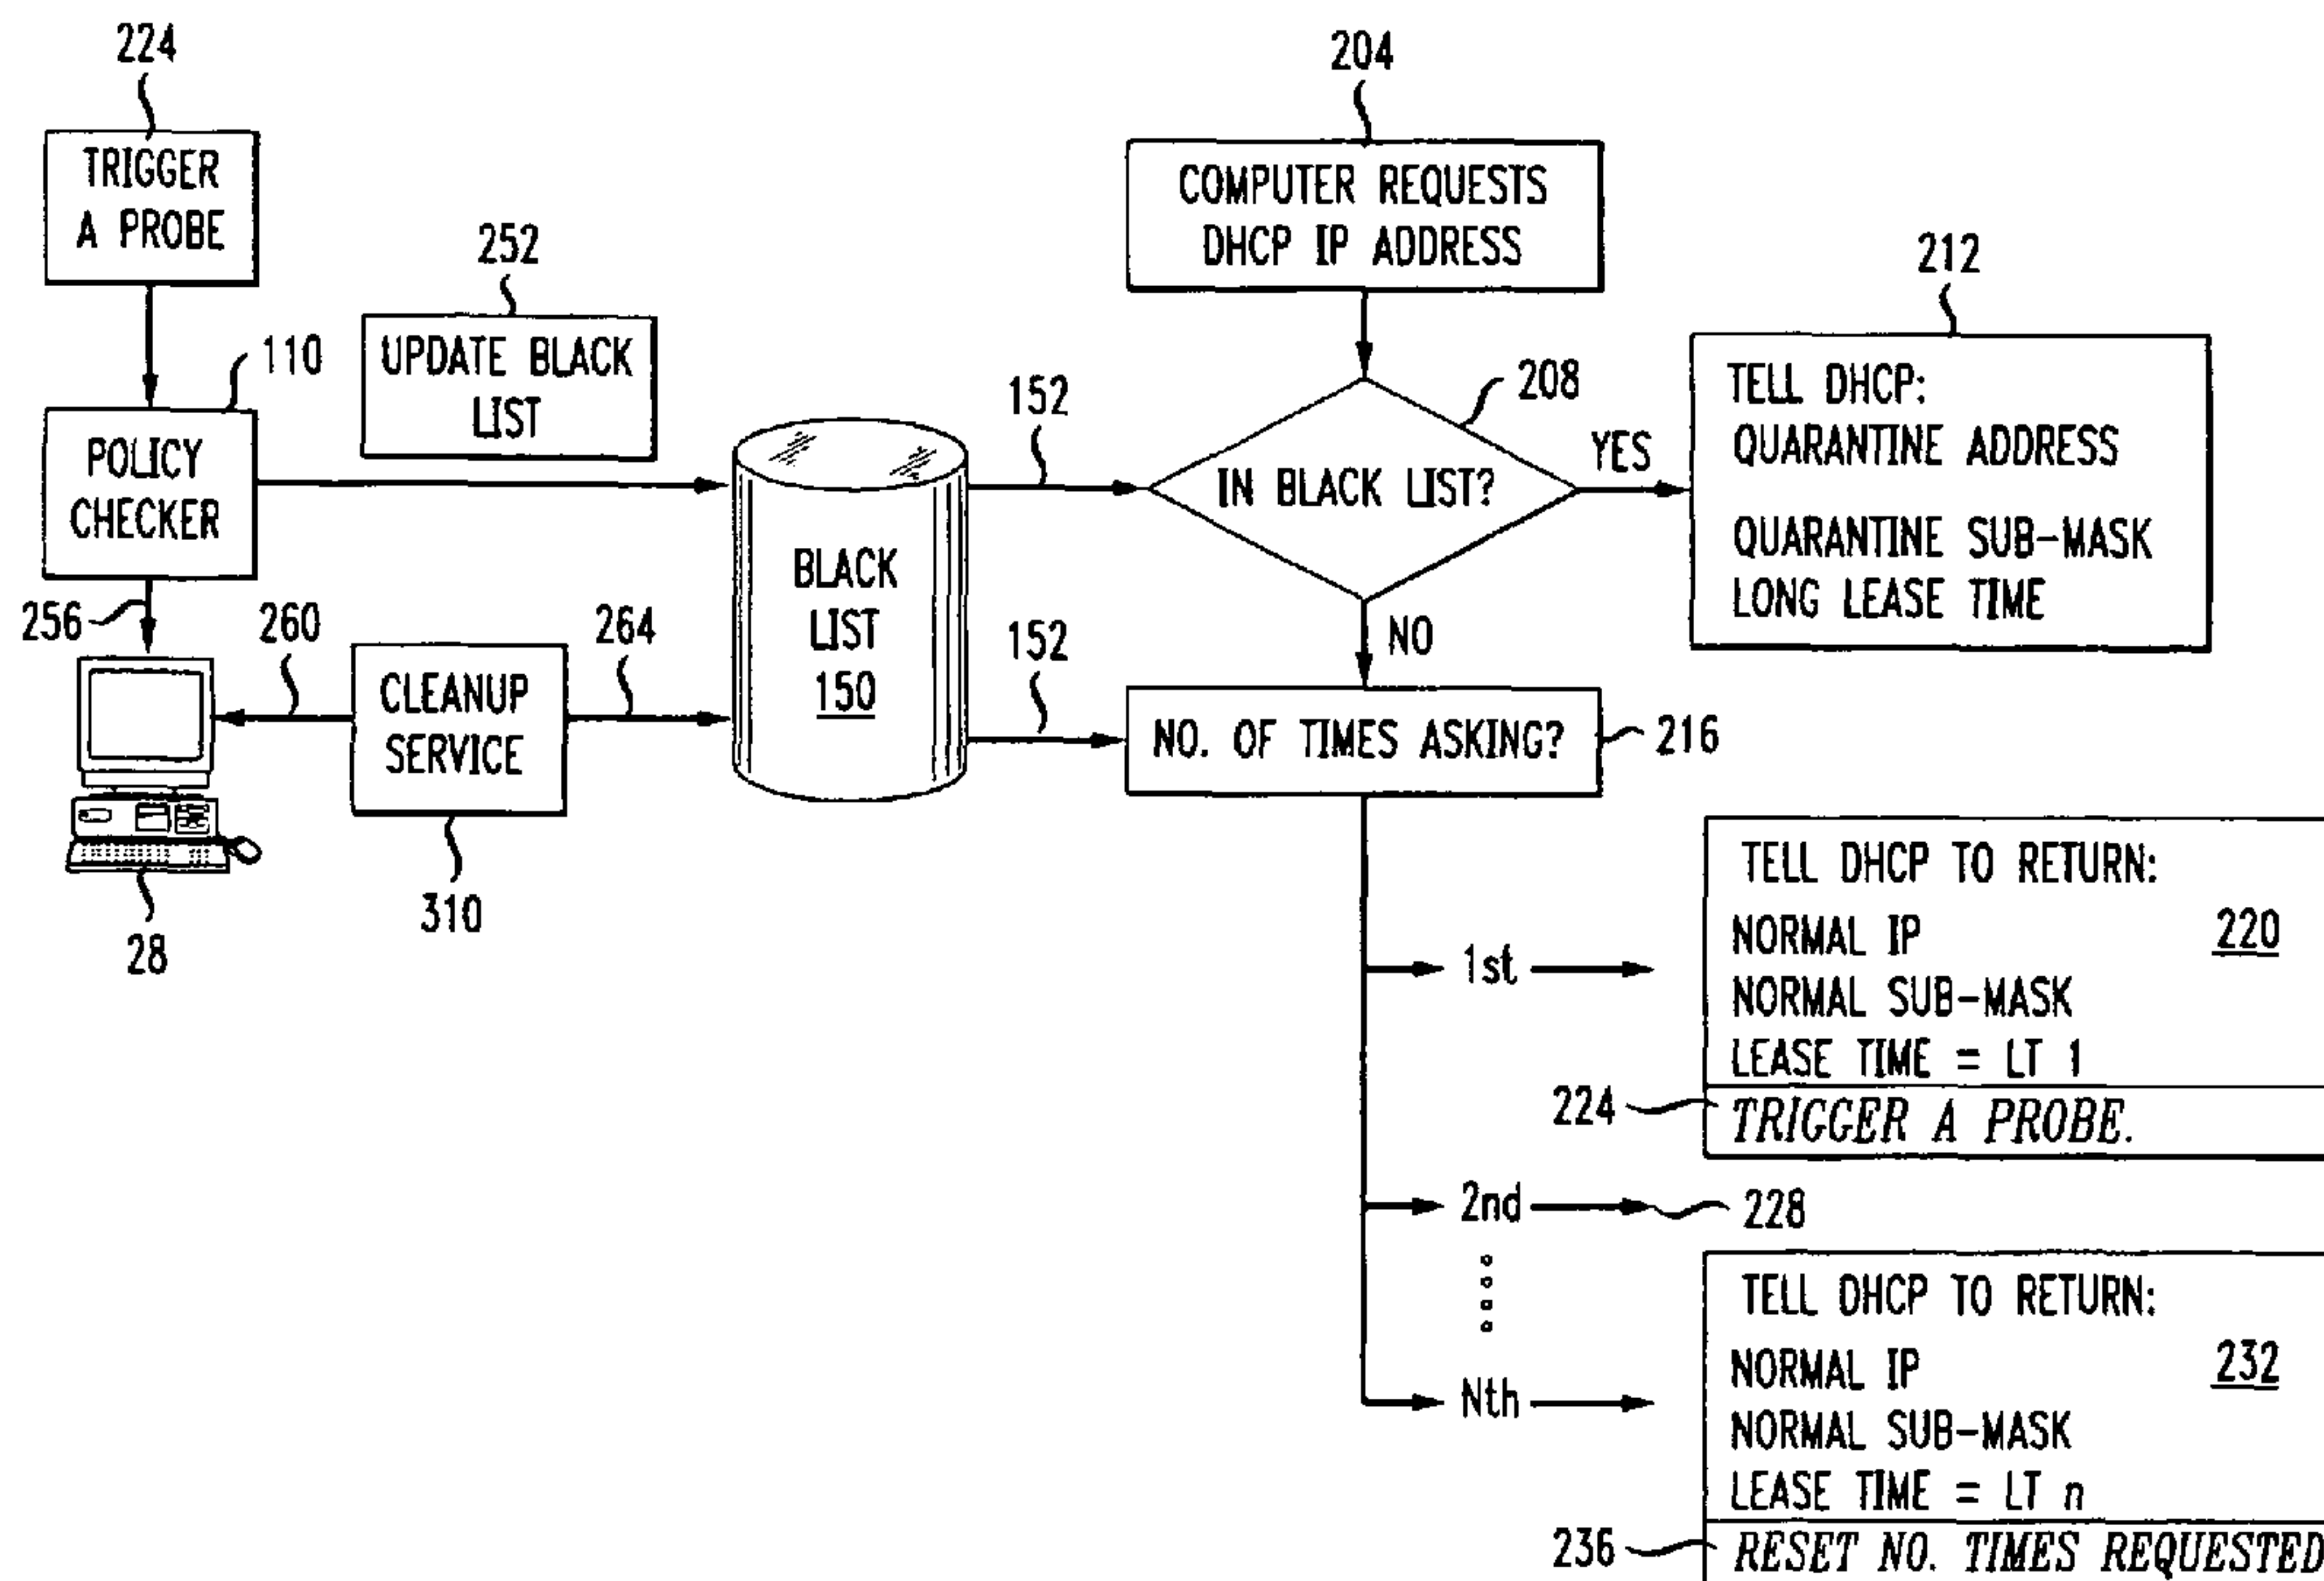 224
TRIGGER
A PROBE
204
COMPUTER REQUESTS
DHCP IP ADDRESS
252
UPDATE BLACK
LIST
212
TELL DHCP:
QUARANTINE ADDRESS
QUARANTINE SUB-MASK
LONG LEASE TIME
110
POLICY
CHECKER
152
208
IN BLACK LIST?
YES
NO
256
260
CLEANUP
SERVICE
264
310
28
BLACK
LIST
150
152
NO. OF TIMES ASKING?
216
1st
TELL DHCP TO RETURN:
NORMAL IP
220
NORMAL SUB-MASK
LEASE TIME = LT 1
224
TRIGGER A PROBE.
2nd
228
Nth
TELL DHCP TO RETURN:
NORMAL IP
232
NORMAL SUB-MASK
LEASE TIME = LT n
236
RESET NO. TIMES REQUESTED